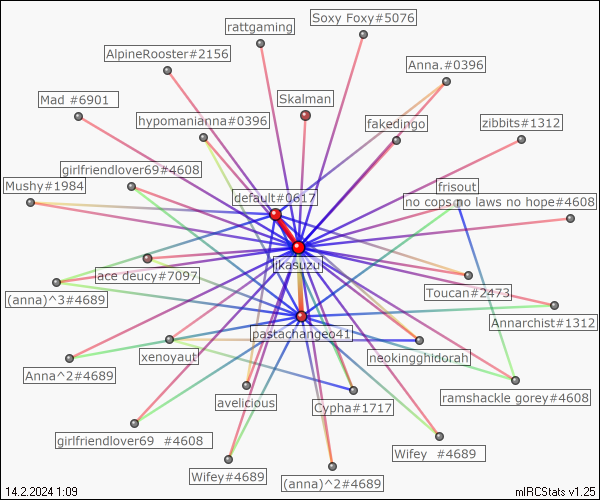 Soxy Foxy#5076
rattgaming
AlpineRooster#2156
Anna.#0396
Mad #6901
Skalman
hypomanianna#0396
fakedingo
zibbits#1312
girlfriendlover69#4608
Mushy#1984
frisout
default#0617
no cops no laws no hope#4608
jkasuzu
ace deucy#7097
Toucan#2473
(anna)^3#4689
Annarchist#1312
pastachangeo41
xenoyaut
neokingghidorah
Anna^2#4689
ramshackle gorey#4608
avelicious
Cypha#1717
girlfriendlover69 #4608
Wifey #4689
Wifey#4689
(anna)^2#4689
14.2.2024 1:09
mIRCStats v1.25